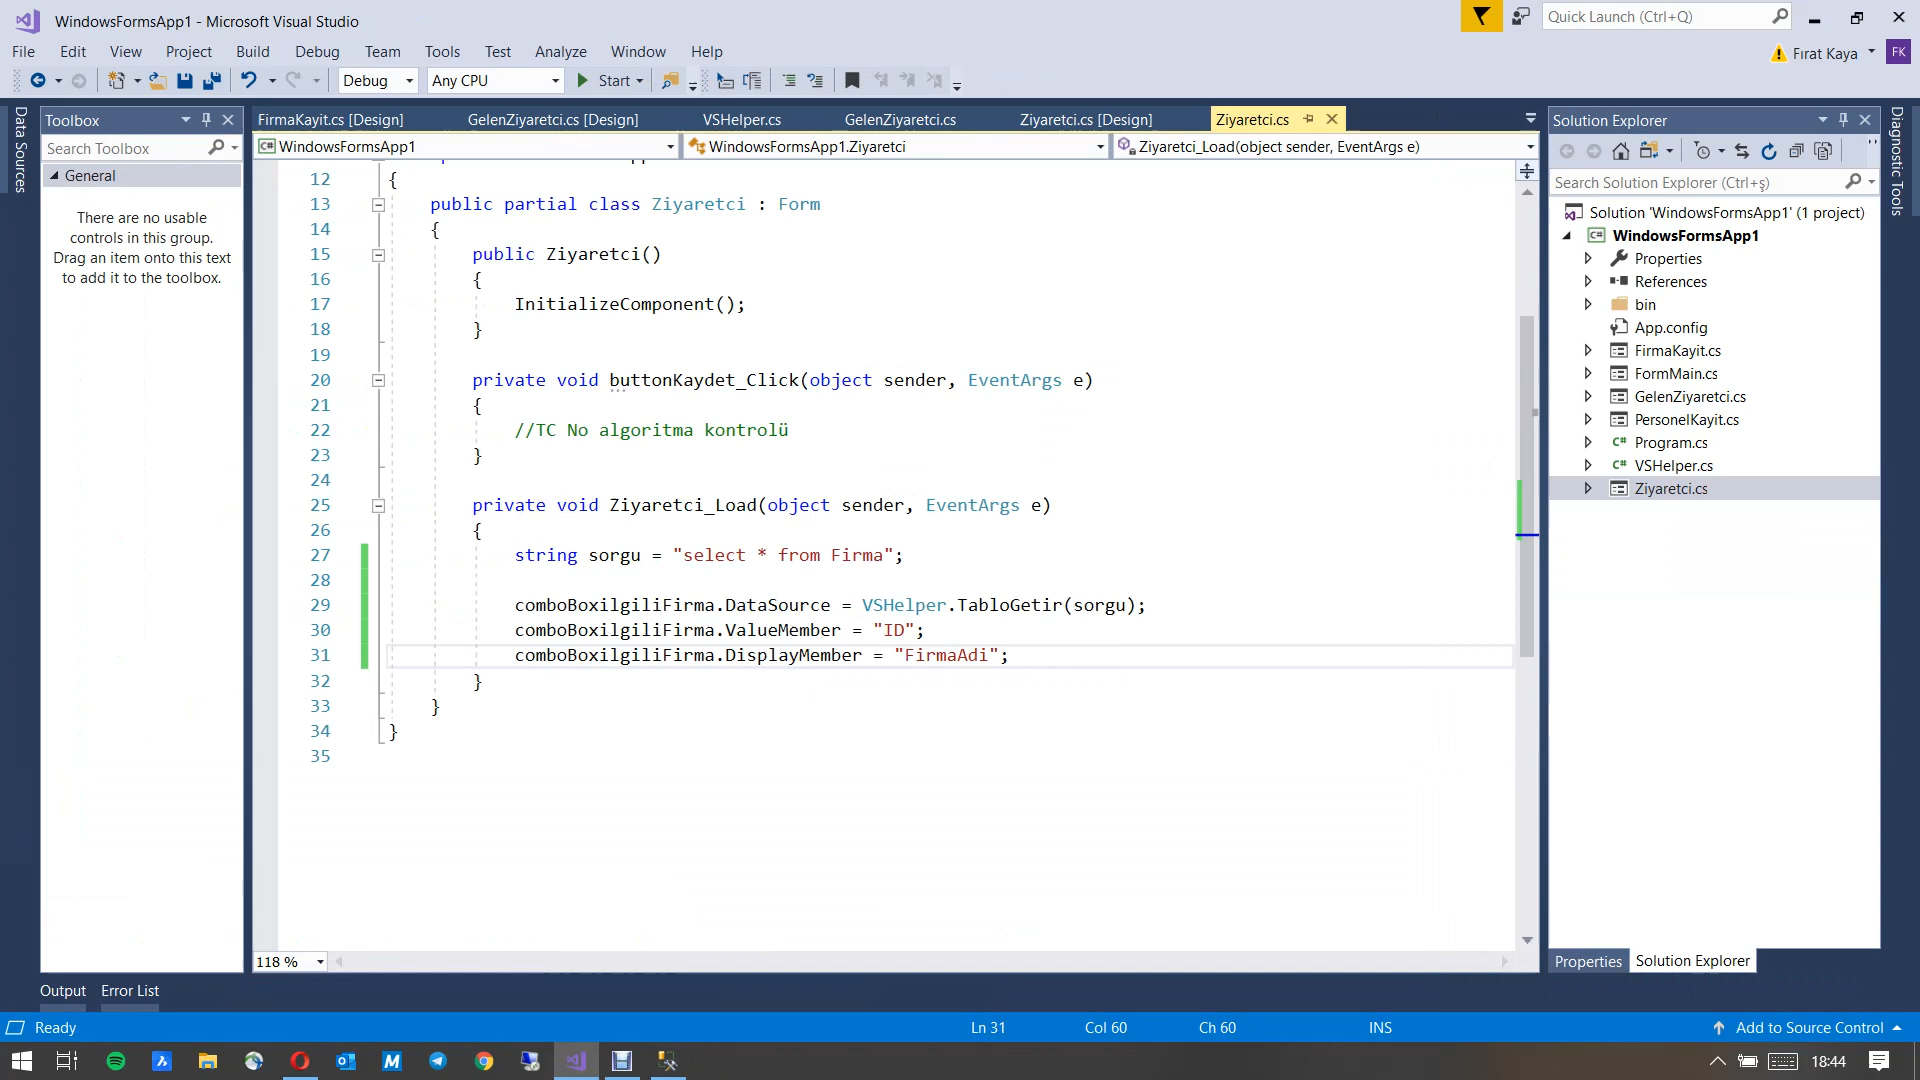 WindowsFormsApp1 - Microsoft Visual Studio
Quick Launch (Ctrl+Q)
File Edit View Project Build Debug Team Tools Test Analyze Window Help
Fırat Kaya FK
Debug Any CPU Start
Data Sources
Toolbox
Search Toolbox
General
There are no usable
controls in this group.
Drag an item onto this text
to add it to the toolbox.
FirmaKayit.cs [Design] GelenZiyaretci.cs [Design] VSHelper.cs GelenZiyaretci.cs Ziyaretci.cs [Design] Ziyaretci.cs
WindowsFormsApp1 WindowsFormsApp1.Ziyaretci Ziyaretci_Load(object sender, EventArgs e)
12 {
13 public partial class Ziyaretci : Form
14 {
15 public Ziyaretci()
16 {
17 InitializeComponent();
18 }
19
20 private void buttonKaydet_Click(object sender, EventArgs e)
21 {
22 //TC No algoritma kontrolü
23 }
24
25 private void Ziyaretci_Load(object sender, EventArgs e)
26 {
27 string sorgu = "select * from Firma";
28
29 comboBoxilgiliFirma.DataSource = VSHelper.TabloGetir(sorgu);
30 comboBoxilgiliFirma.ValueMember = "ID";
31 comboBoxilgiliFirma.DisplayMember = "FirmaAdi";
32 }
33 }
34 }
35
118 %
Solution Explorer
Search Solution Explorer (Ctrl+ş)
Solution 'WindowsFormsApp1' (1 project)
WindowsFormsApp1
Properties
References
bin
App.config
FirmaKayit.cs
FormMain.cs
GelenZiyaretci.cs
PersonelKayit.cs
Program.cs
VSHelper.cs
Ziyaretci.cs
Properties Solution Explorer
Diagnostic Tools
Output Error List
Ready Ln 31 Col 60 Ch 60 INS Add to Source Control
18:44